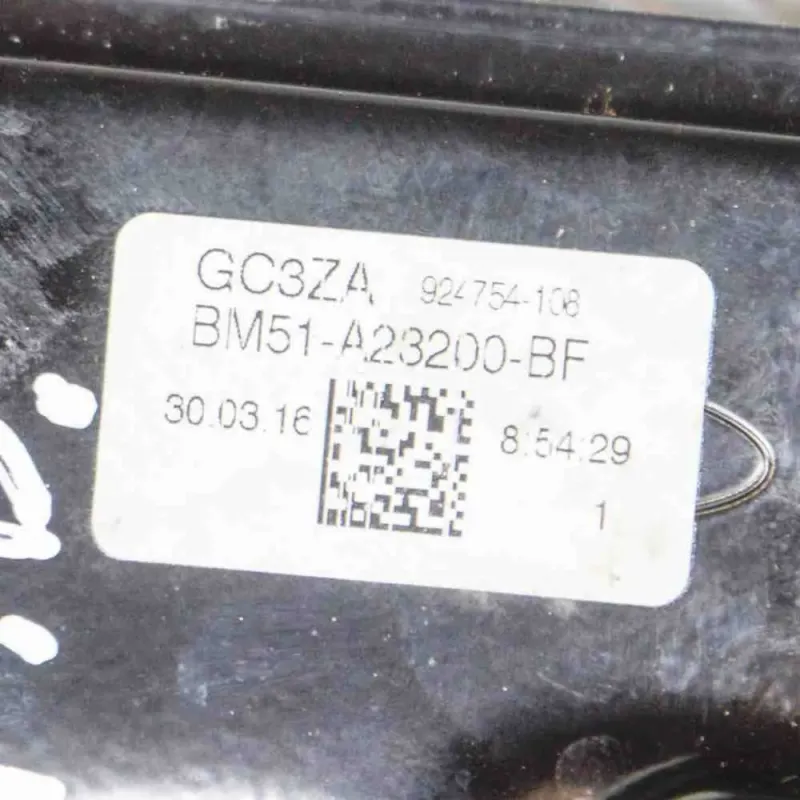 GC3ZA 924754-108
BM51-A23200-BF
30.03.16 8:54:29
1